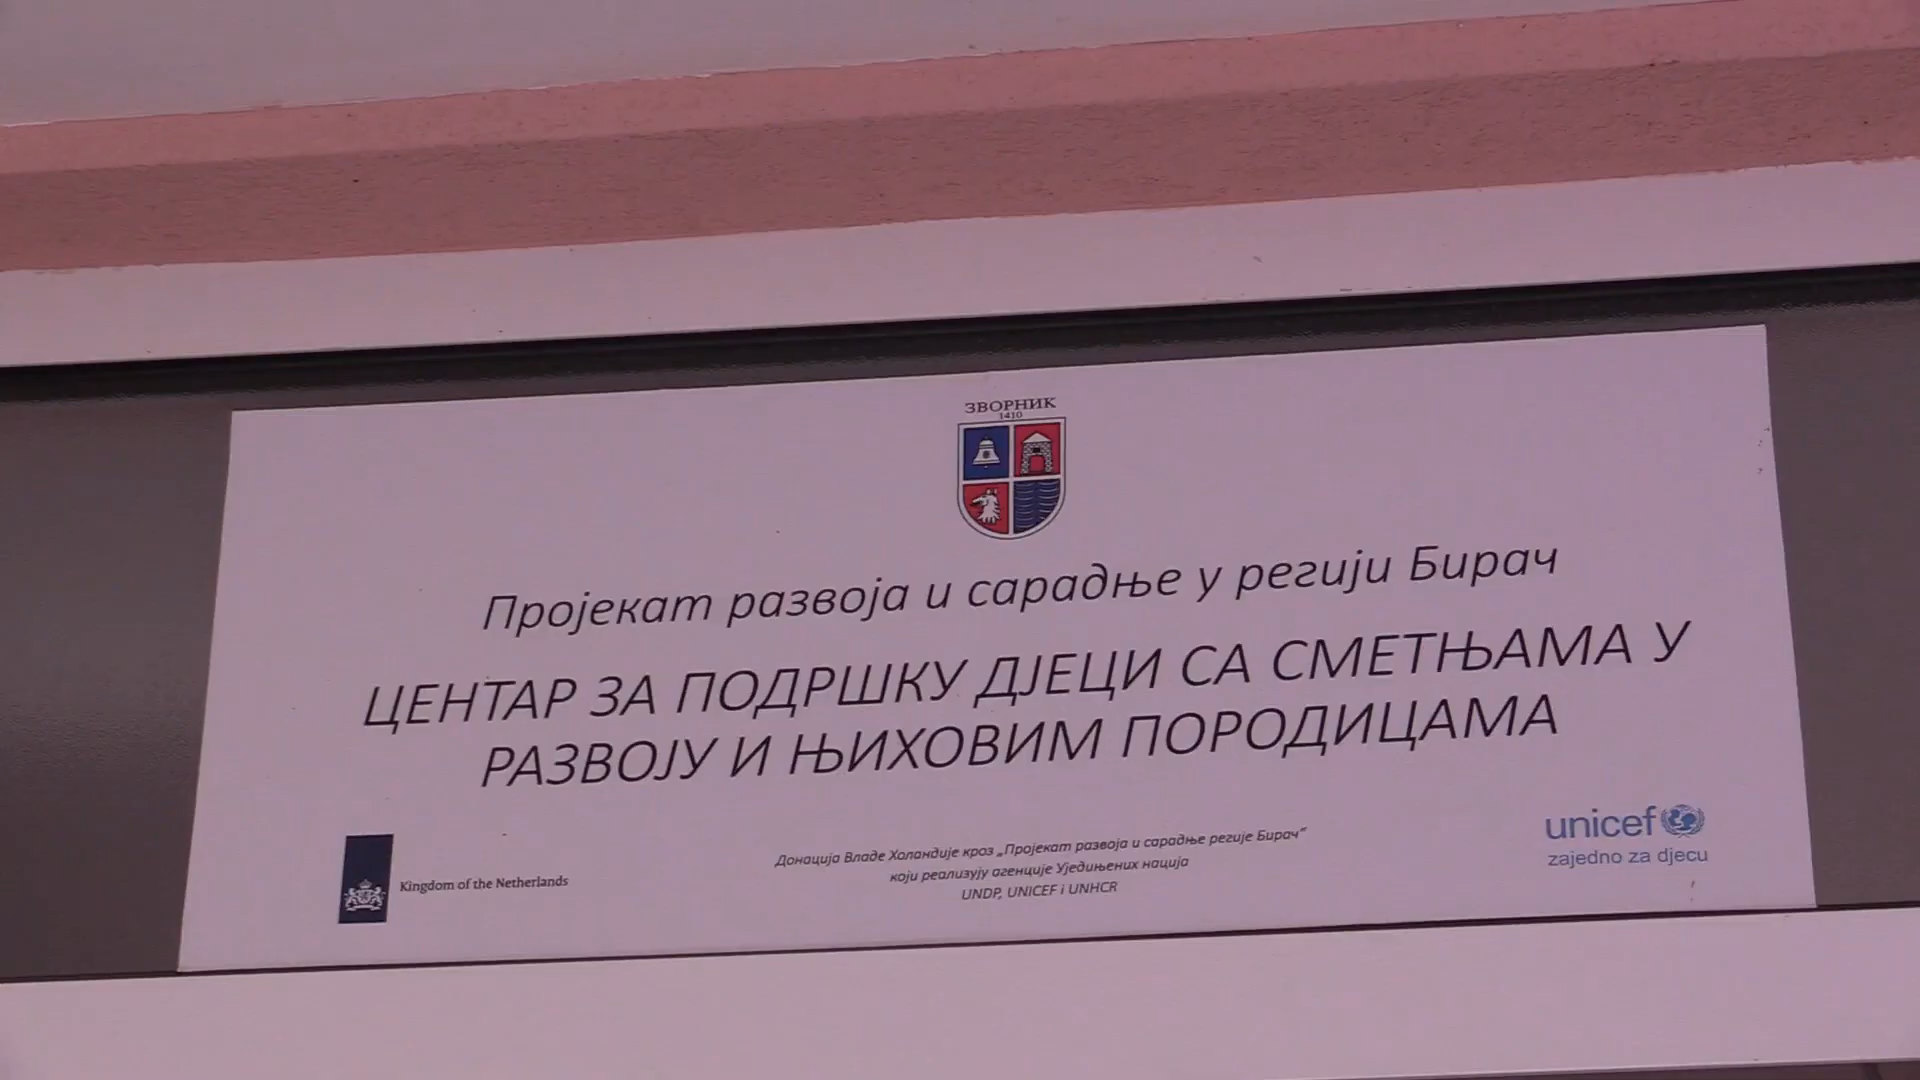 ЗВОРНИК
1410
Пројекат развоја и сарадње у регији Бирач
ЦЕНТАР ЗА ПОДРШКУ ДЈЕЦИ СА СМЕТЊАМА У
РАЗВОЈУ И ЊИХОВИМ ПОРОДИЦАМА
Kingdom of the Netherlands
Донација Владе Холандије кроз „Пројекат развоја и сарадње регије Бирач“
који реализују агенције Уједињених нација
UNDP, UNICEF i UNHCR
unicef
zajedno za djecu